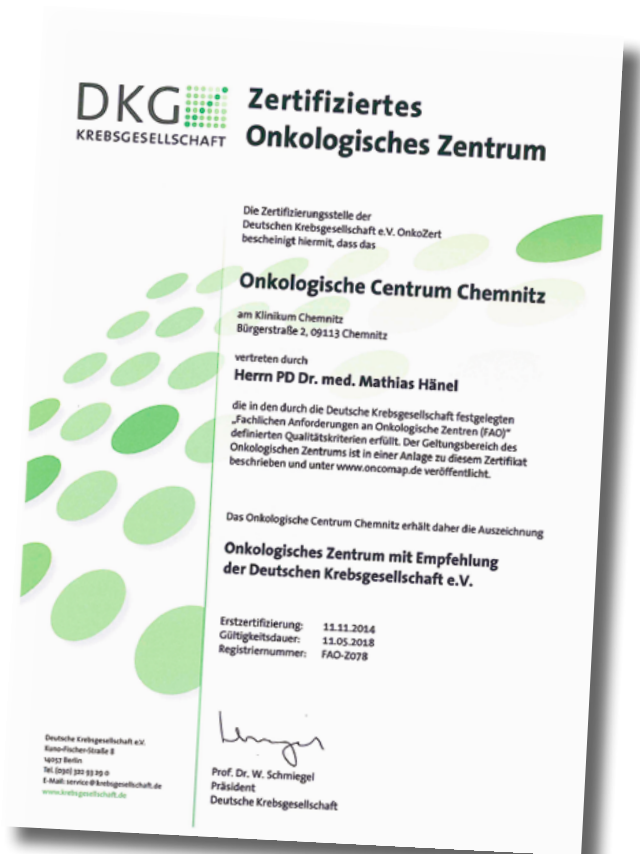 DKG
KREBSGESELLSCHAFT
Zertifiziertes
Onkologisches Zentrum
Die Zertifizierungsstelle der
Deutschen Krebsgesellschaft e.V. OnkoZert
bescheinigt hiermit, dass das
Onkologische Centrum Chemnitz
am Klinikum Chemnitz
Bürgerstraße 2, 09113 Chemnitz
vertreten durch
Herrn PD Dr. med. Mathias Hänel
die in den durch die Deutsche Krebsgesellschaft festgelegten
„Fachlichen Anforderungen an Onkologische Zentren (FAO)“
definierten Qualitätskriterien erfüllt. Der Geltungsbereich des
Onkologischen Zentrums ist in einer Anlage zu diesem Zertifikat
beschrieben und unter www.oncomap.de veröffentlicht.
Das Onkologische Centrum Chemnitz erhält daher die Auszeichnung
Onkologisches Zentrum mit Empfehlung
der Deutschen Krebsgesellschaft e.V.
Erstzertifizierung: 11.11.2014
Gültigkeitsdauer: 11.05.2018
Registriernummer: FAO-Z078
Deutsche Krebsgesellschaft e.V.
Kuno-Fischer-Straße 8
14057 Berlin
Tel. (030) 322 93 29 0
E-Mail: service@krebsgesellschaft.de
www.krebsgesellschaft.de
Prof. Dr. W. Schmiegel
Präsident
Deutsche Krebsgesellschaft